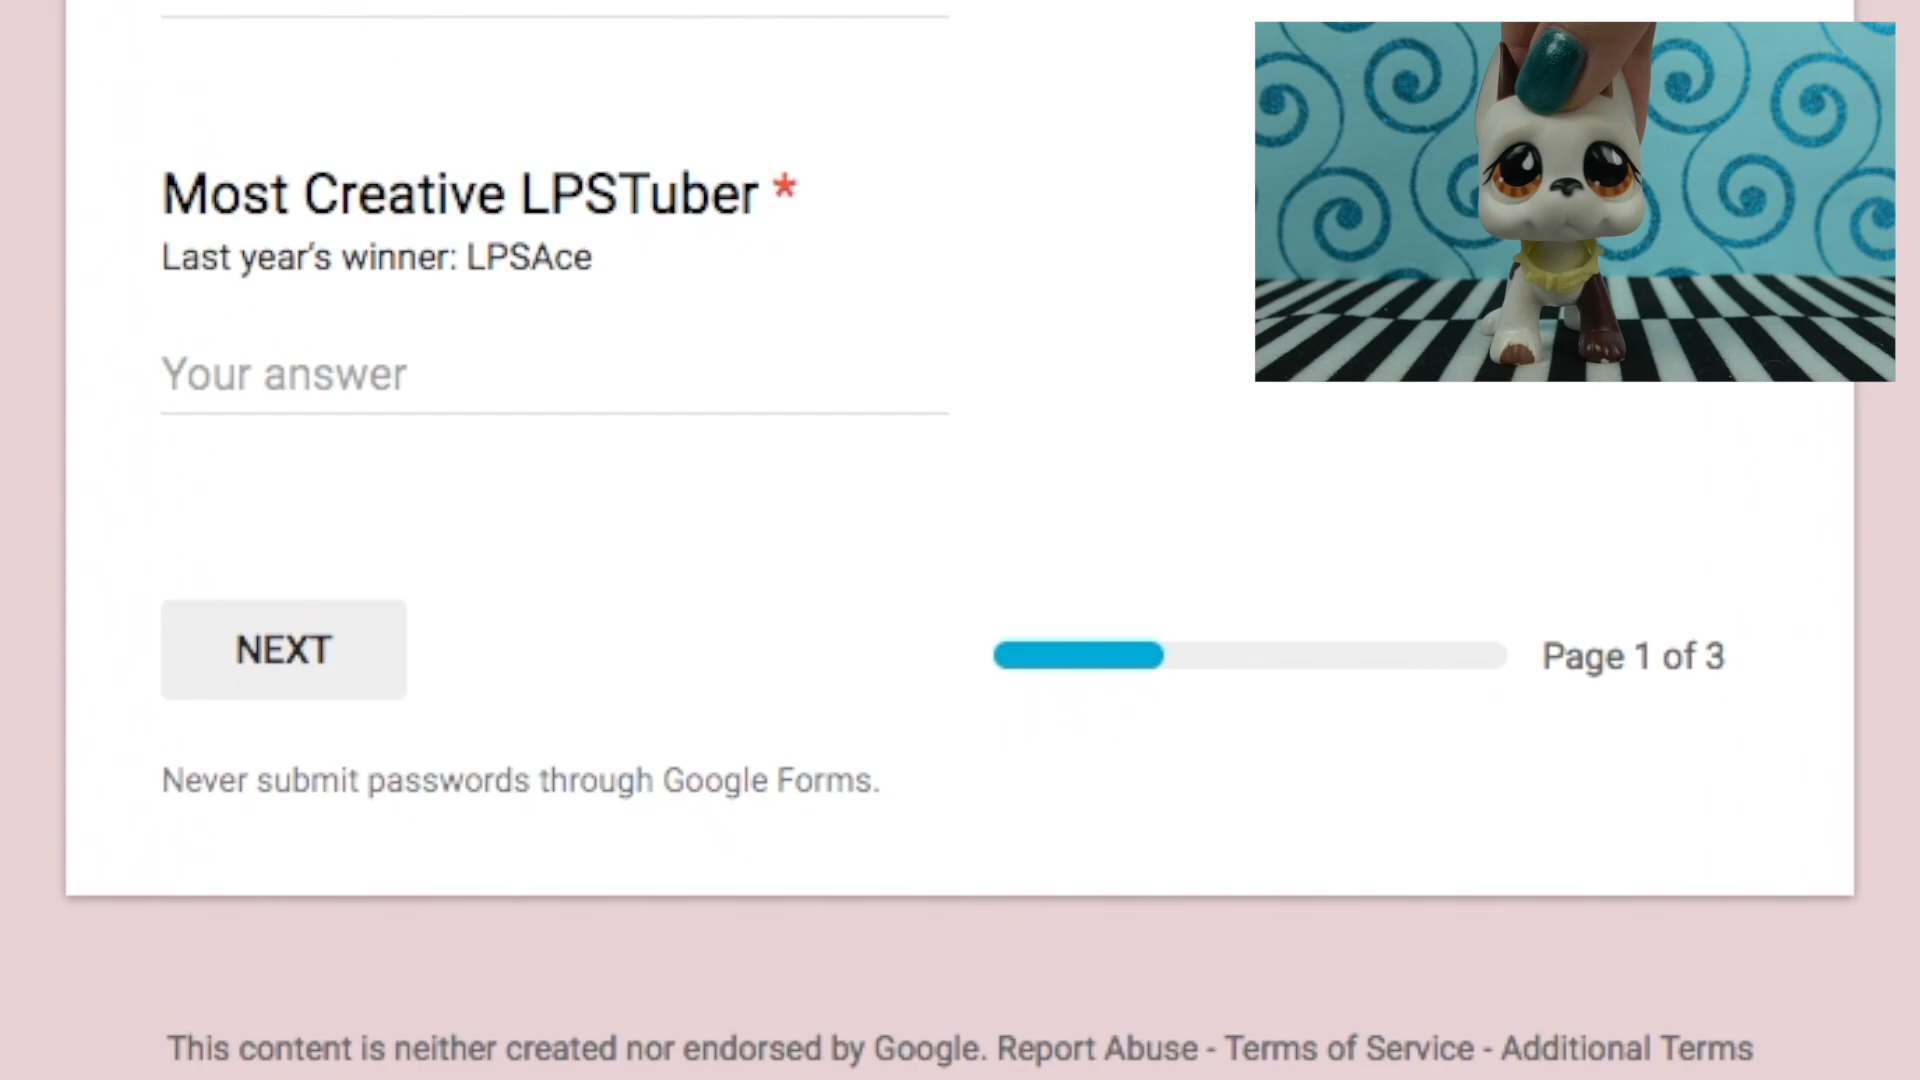 Most Creative LPSTuber *
Last year's winner: LPSAce
Your answer
NEXT
Page 1 of 3
Never submit passwords through Google Forms.
This content is neither created nor endorsed by Google. Report Abuse - Terms of Service - Additional Terms